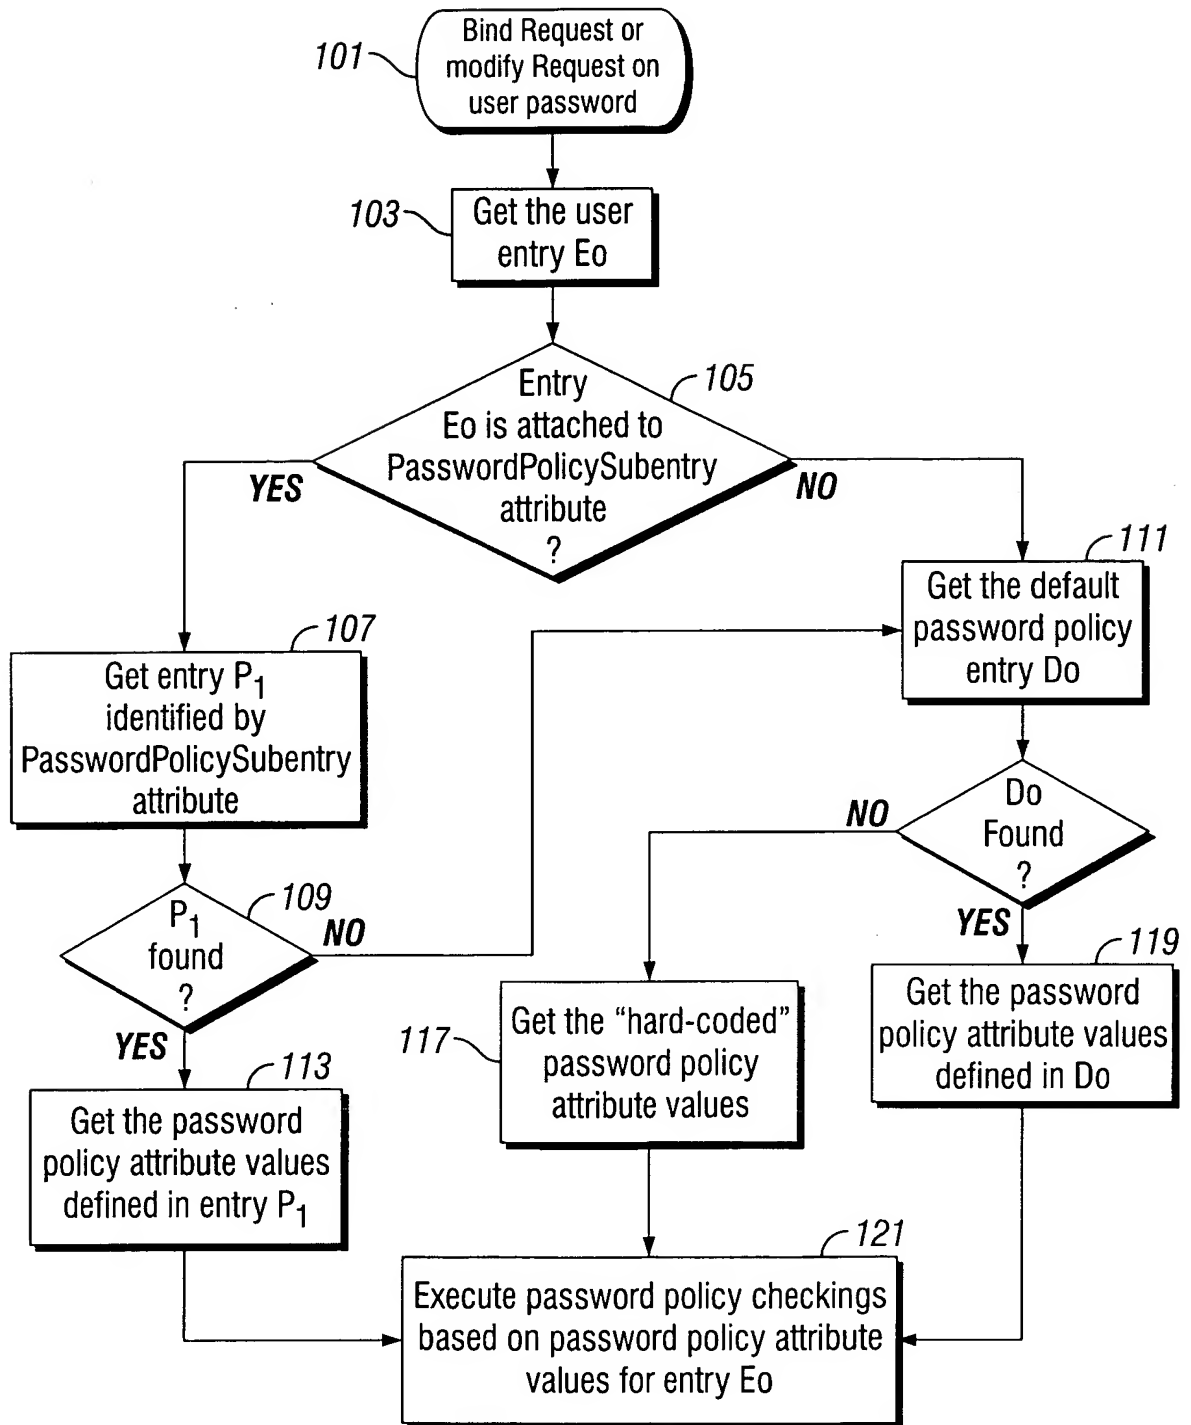 101
Bind Request or
modify Request on
user password
103
Get the user
entry Eo
105
Entry
Eo is attached to
PasswordPolicySubentry
attribute
?
YES
NO
111
Get the default
password policy
entry Do
107
Get entry P1
identified by
PasswordPolicySubentry
attribute
Do
Found
?
NO
YES
109
P1
found
?
NO
YES
119
Get the password
policy attribute values
defined in Do
117
Get the “hard-coded”
password policy
attribute values
113
Get the password
policy attribute values
defined in entry P1
121
Execute password policy checkings
based on password policy attribute
values for entry Eo